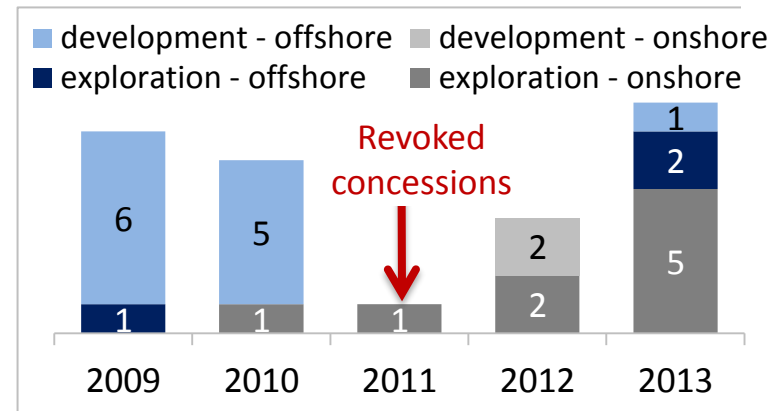 development - offshore development - onshore
exploration - offshore exploration - onshore
Revoked
concessions
1
2
6
5
2
5
1
1
1
2
2009 2010 2011 2012 2013